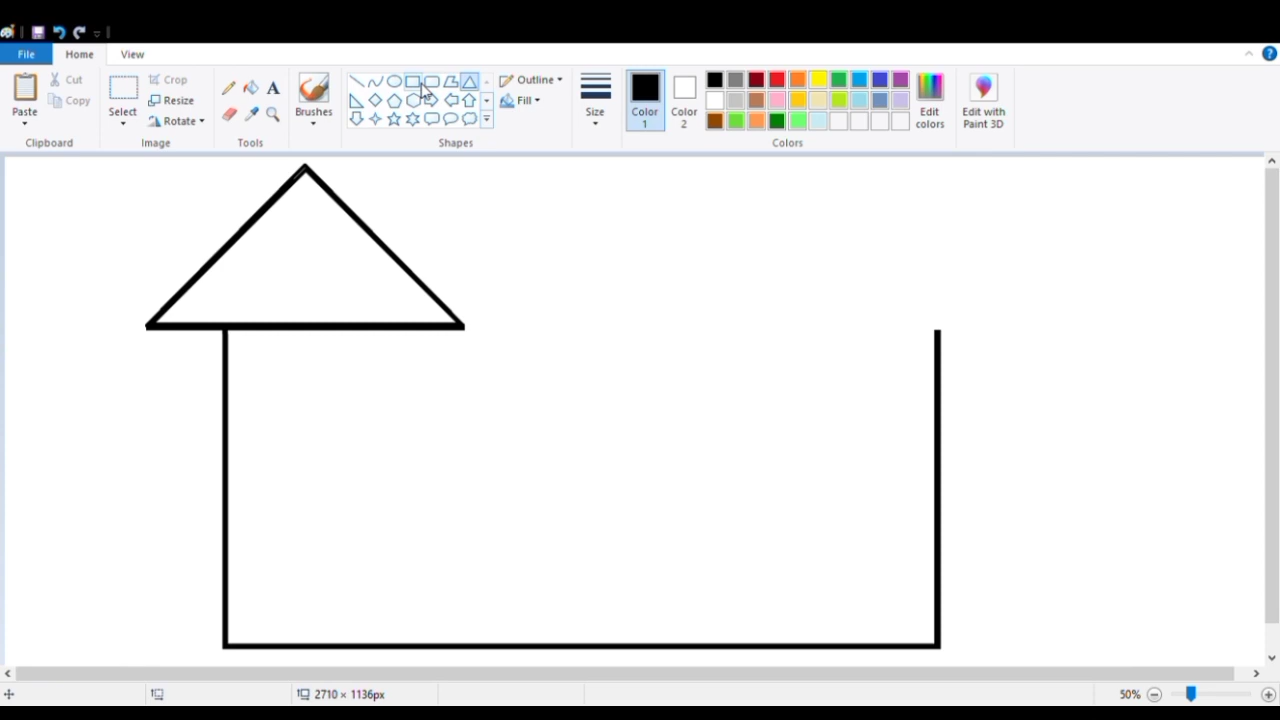 File Home View
Paste Cut Copy Clipboard
Select Crop Resize Rotate Image
A Tools
Brushes
Outline Fill Shapes
Size
Color 1 Color 2 Edit colors Colors
Edit with Paint 3D
2710 × 1136px 50%